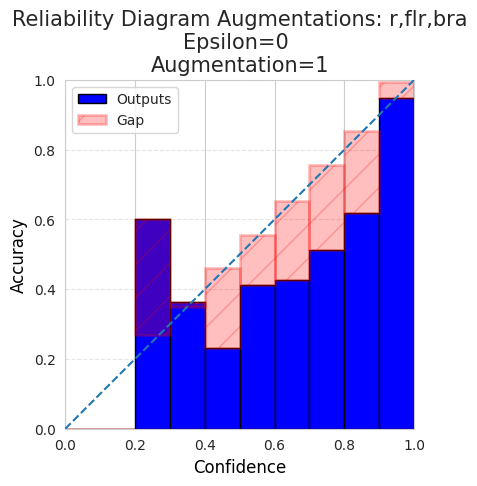 Reliability Diagram Augmentations: r,flr,bra
Epsilon=0
Augmentation=1
1.0
0.8
0.6
0.4
0.2
0.0
Accuracy
Outputs
Gap
0.0 0.2 0.4 0.6 0.8 1.0
Confidence